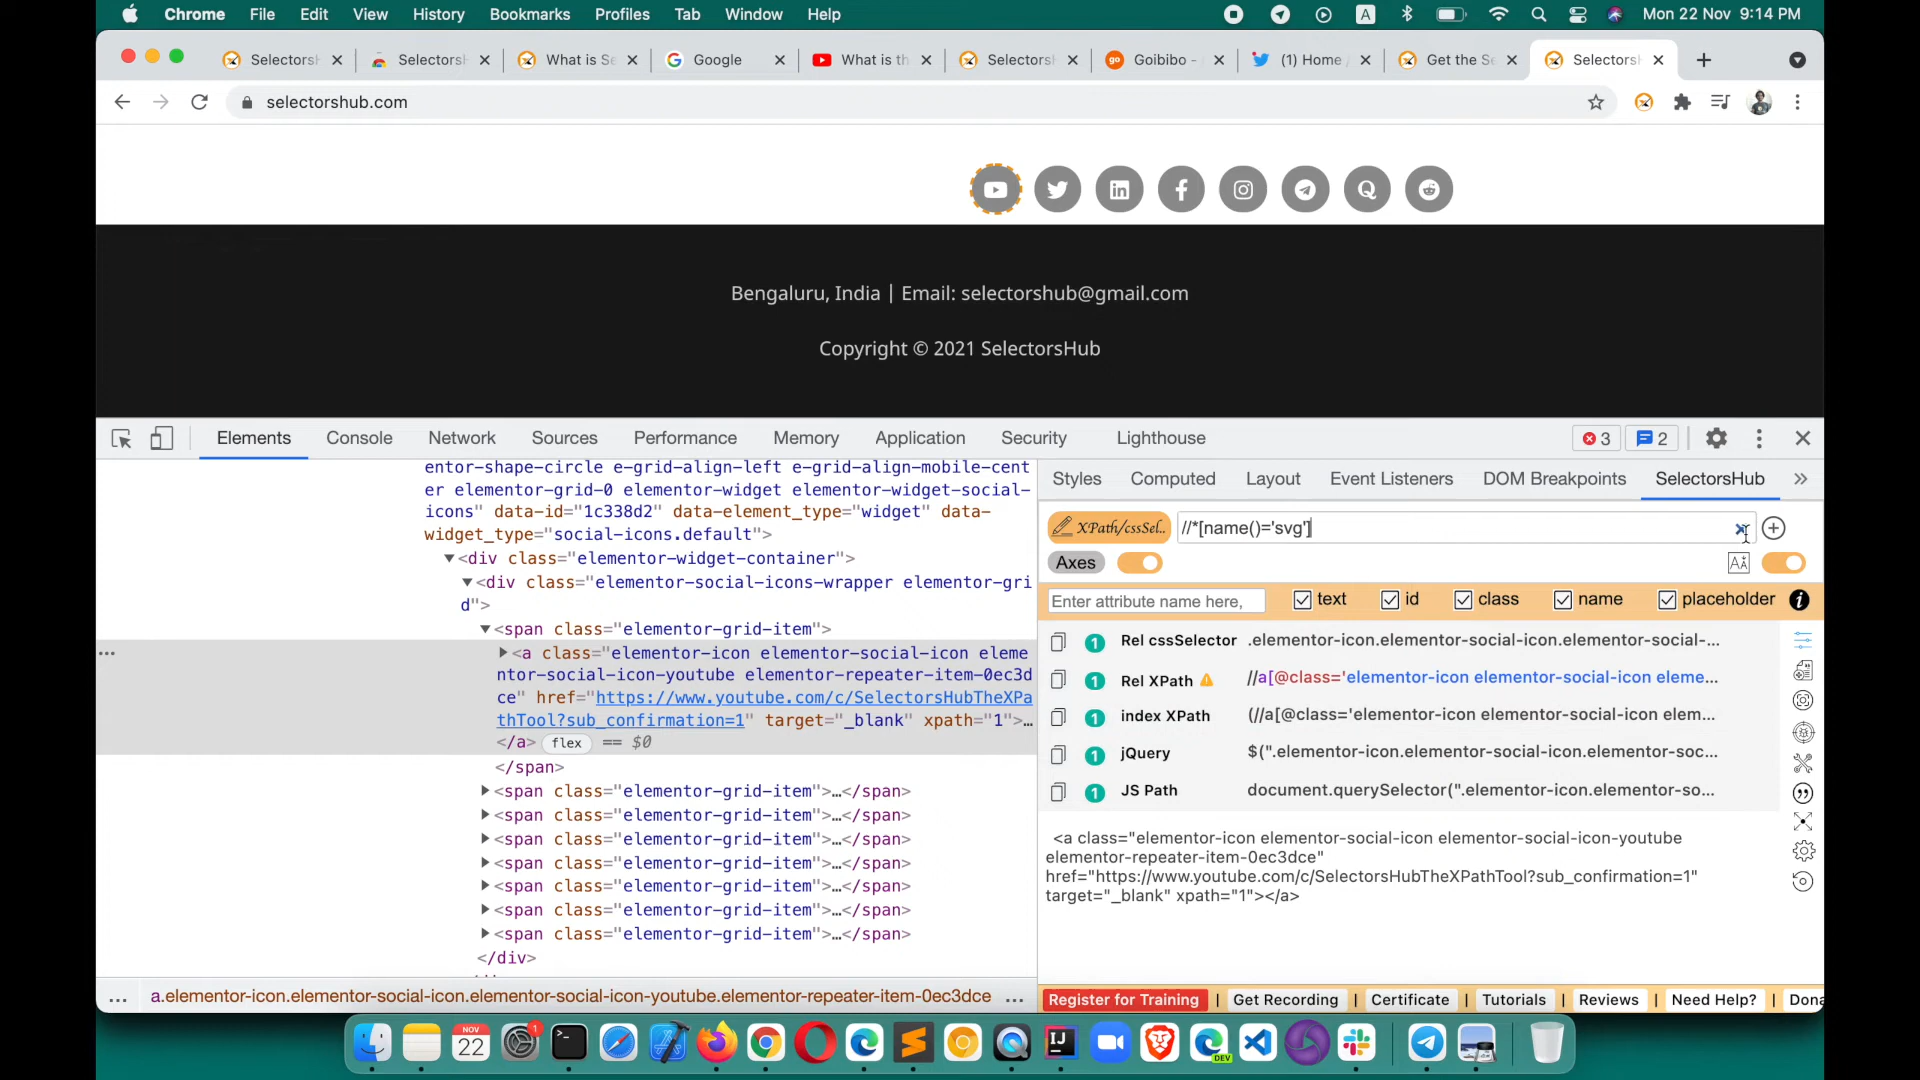 Chrome File Edit View History Bookmarks Profiles Tab Window Help A Mon 22 Nov 9:14 PM
SelectorsH What is Se Google What is th SelectorsH go Goibibo - (1) Home / Get the Se SelectorsH
selectorshub.com
Bengaluru, India | Email: selectorshub@gmail.com
Copyright © 2021 SelectorsHub
Elements Console Network Sources Performance Memory Application Security Lighthouse 3 2
entor-shape-circle e-grid-align-left e-grid-align-mobile-cent
er elementor-grid-0 elementor-widget elementor-widget-social-
icons" data-id="1c338d2" data-element_type="widget" data-
widget_type="social-icons.default">
<div class="elementor-widget-container">
<div class="elementor-social-icons-wrapper elementor-gri
d">
<span class="elementor-grid-item">
<a class="elementor-icon elementor-social-icon eleme
ntor-social-icon-youtube elementor-repeater-item-0ec3d
ce" href="https://www.youtube.com/c/SelectorsHubTheXPa
thTool?sub_confirmation=1" target="_blank" xpath="1">…
</a> flex == $0
</span>
<span class="elementor-grid-item">…</span>
<span class="elementor-grid-item">…</span>
<span class="elementor-grid-item">…</span>
<span class="elementor-grid-item">…</span>
<span class="elementor-grid-item">…</span>
<span class="elementor-grid-item">…</span>
<span class="elementor-grid-item">…</span>
</div>
... a.elementor-icon.elementor-social-icon.elementor-social-icon-youtube.elementor-repeater-item-0ec3dce ...
Styles Computed Layout Event Listeners DOM Breakpoints SelectorsHub »
XPath/cssSel.. //*[name()='svg']
Axes
Enter attribute name here, text id class name placeholder
1 Rel cssSelector .elementor-icon.elementor-social-icon.elementor-social-...
1 Rel XPath //a[@class='elementor-icon elementor-social-icon eleme...
1 index XPath (//a[@class='elementor-icon elementor-social-icon elem...
1 jQuery $(".elementor-icon.elementor-social-icon.elementor-soc...
1 JS Path document.querySelector(".elementor-icon.elementor-so...
<a class="elementor-icon elementor-social-icon elementor-social-icon-youtube
elementor-repeater-item-0ec3dce"
href="https://www.youtube.com/c/SelectorsHubTheXPathTool?sub_confirmation=1"
target="_blank" xpath="1"></a>
Register for Training | Get Recording | Certificate | Tutorials | Reviews | Need Help? | Dona
NOV
22
1
IJ
DEV